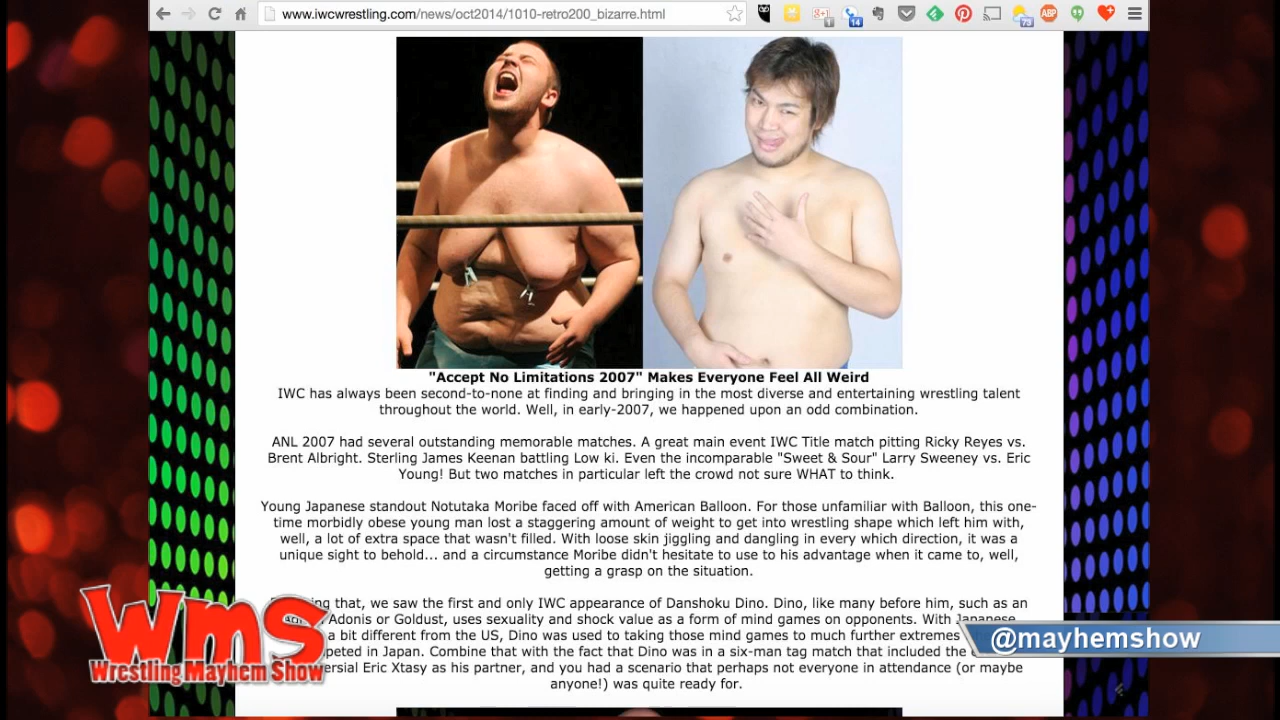 www.iwcwrestling.com/news/oct2014/1010-retro200_bizarre.html
1
14
73
ABP
"Accept No Limitations 2007" Makes Everyone Feel All Weird
IWC has always been second-to-none at finding and bringing in the most diverse and entertaining wrestling talent
throughout the world. Well, in early-2007, we happened upon an odd combination.
ANL 2007 had several outstanding memorable matches. A great main event IWC Title match pitting Ricky Reyes vs.
Brent Albright. Sterling James Keenan battling Low ki. Even the incomparable "Sweet & Sour" Larry Sweeney vs. Eric
Young! But two matches in particular left the crowd not sure WHAT to think.
Young Japanese standout Notutaka Moribe faced off with American Balloon. For those unfamiliar with Balloon, this one-
time morbidly obese young man lost a staggering amount of weight to get into wrestling shape which left him with,
well, a lot of extra space that wasn't filled. With loose skin jiggling and dangling in every which direction, it was a
unique sight to behold... and a circumstance Moribe didn't hesitate to use to his advantage when it came to, well,
getting a grasp on the situation.
that, we saw the first and only IWC appearance of Danshoku Dino. Dino, like many before him, such as an
Adonis or Goldust, uses sexuality and shock value as a form of mind games on opponents. With Japanese
a bit different from the US, Dino was used to taking those mind games to much further extremes
in Japan. Combine that with the fact that Dino was in a six-man tag match that included the
Eric Xtasy as his partner, and you had a scenario that perhaps not everyone in attendance (or maybe
anyone!) was quite ready for.
WMS
Wrestling Mayhem Show
@mayhemshow